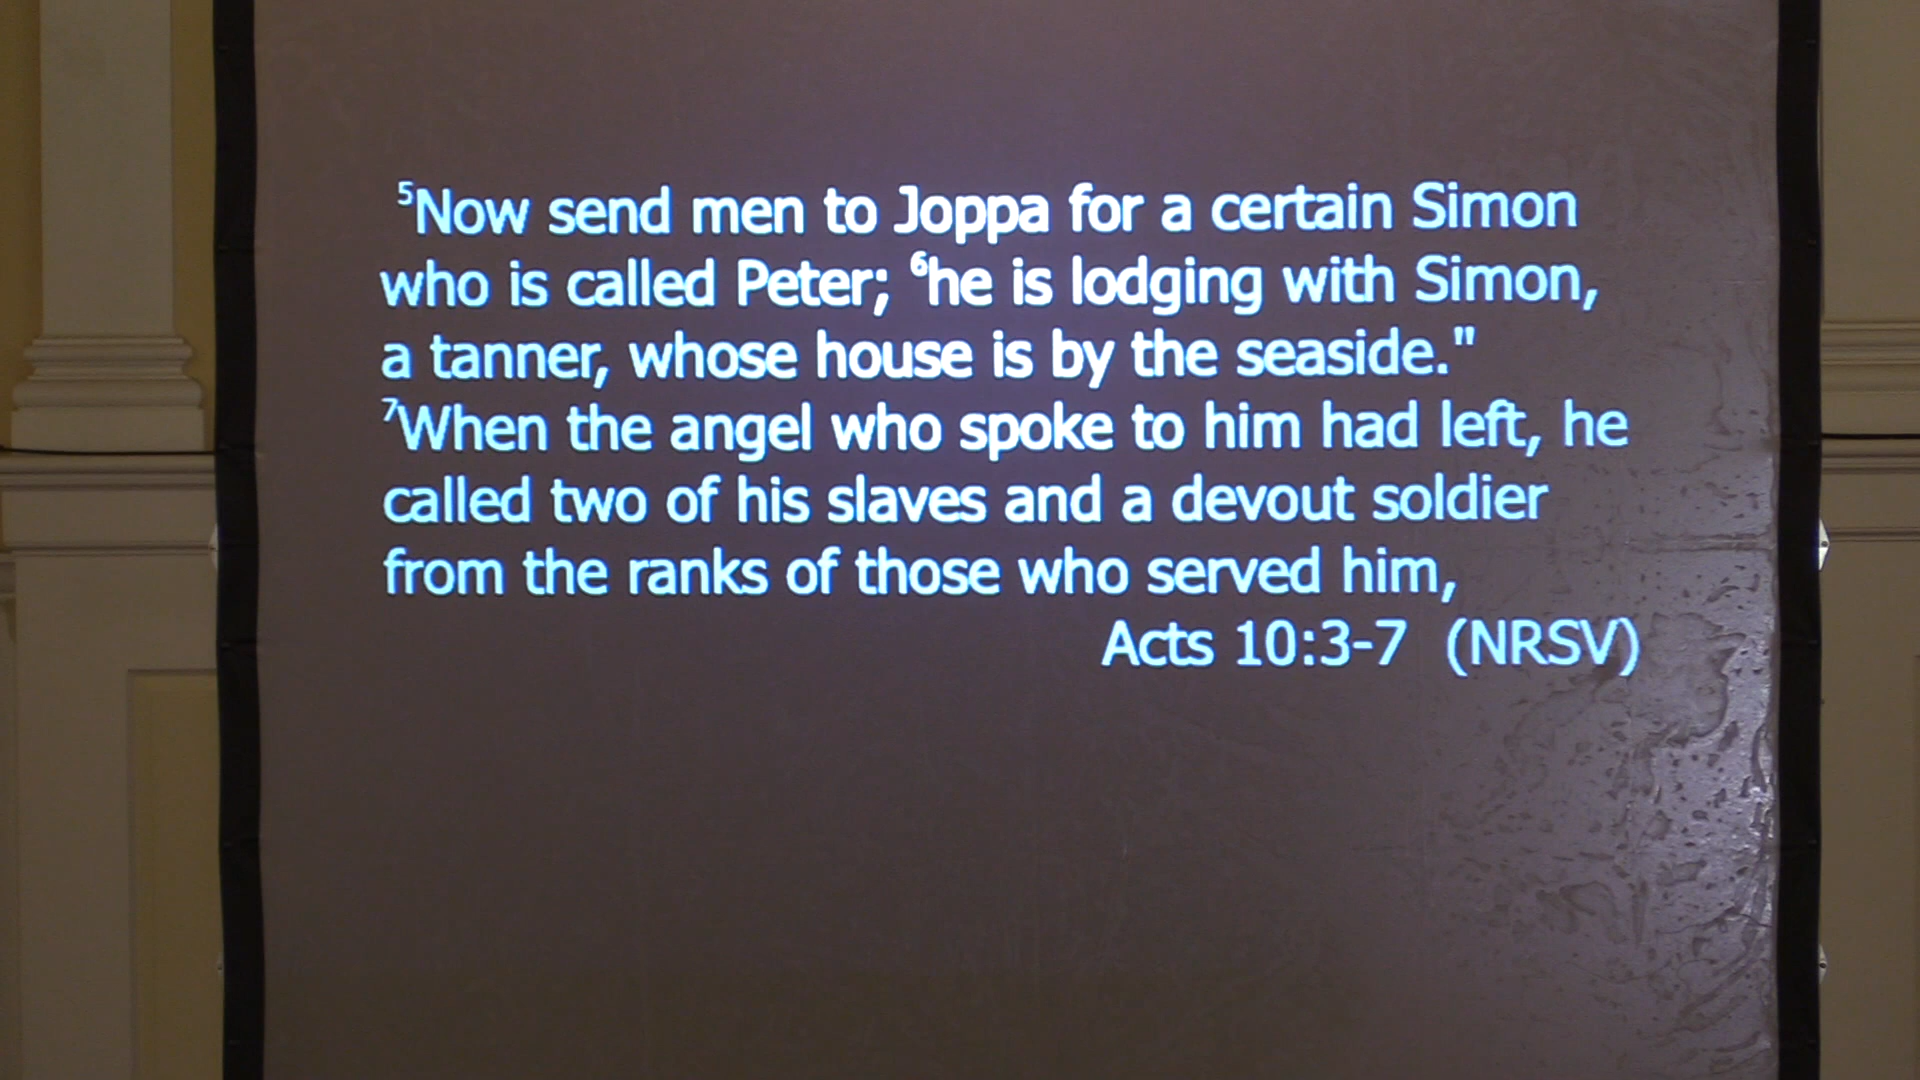 ⁵Now send men to Joppa for a certain Simon
who is called Peter; ⁶he is lodging with Simon,
a tanner, whose house is by the seaside."
⁷When the angel who spoke to him had left, he
called two of his slaves and a devout soldier
from the ranks of those who served him,
Acts 10:3-7 (NRSV)